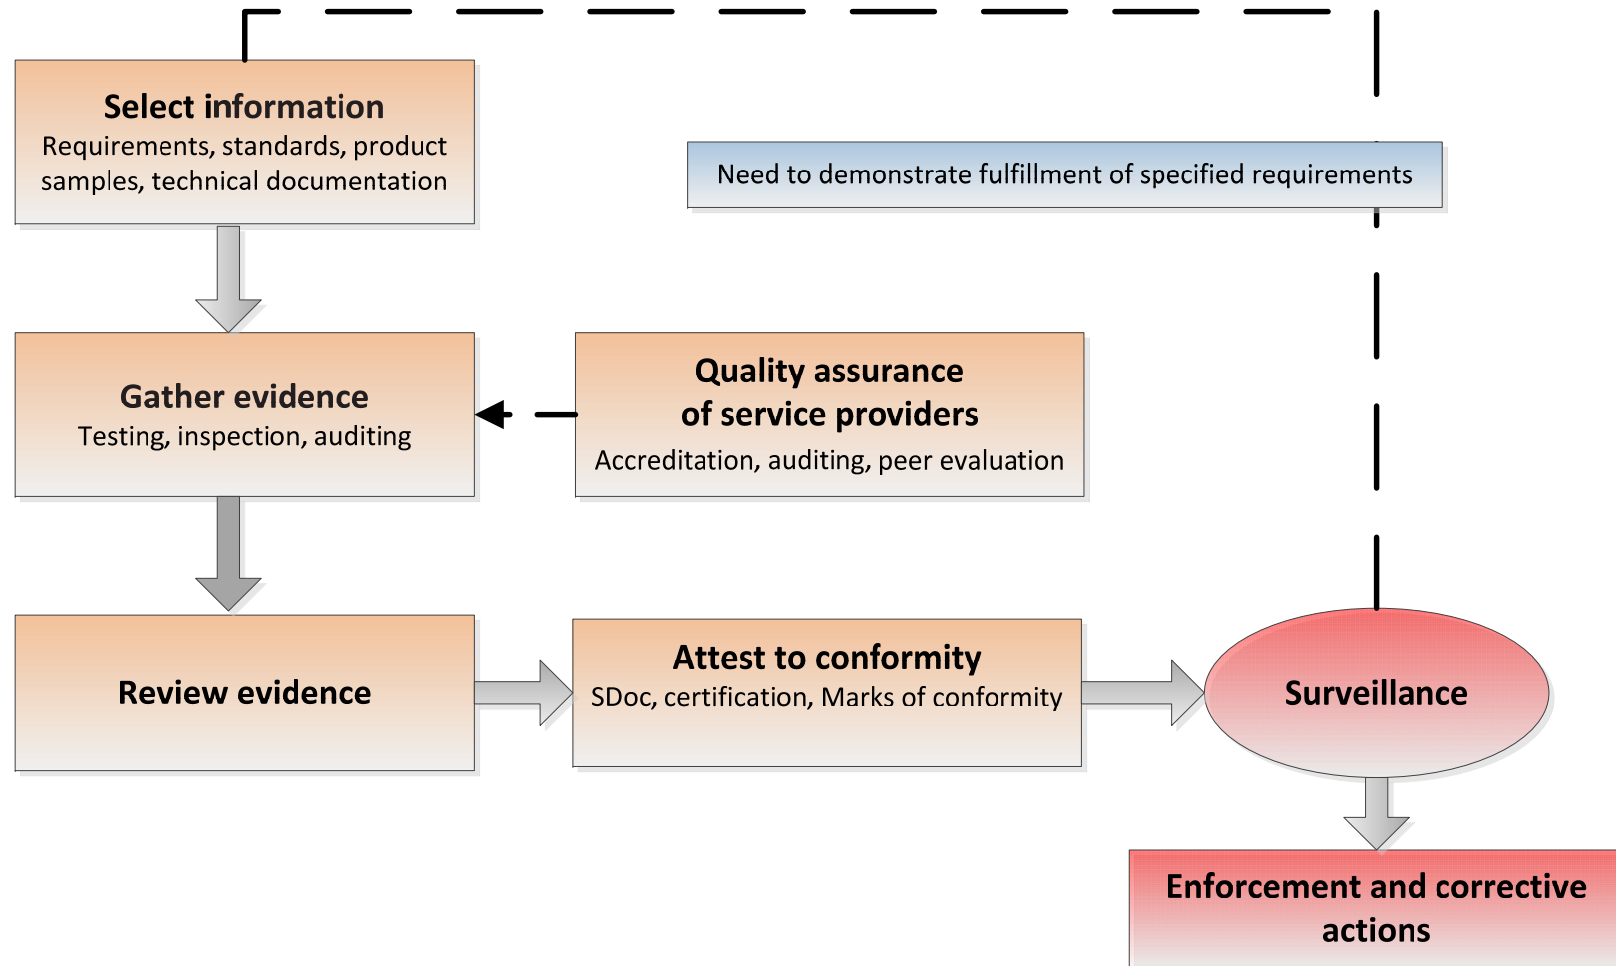 Select information
Requirements, standards, product
samples, technical documentation
Need to demonstrate fulfillment of specified requirements
Gather evidence
Testing, inspection, auditing
Quality assurance
of service providers
Accreditation, auditing, peer evaluation
Review evidence
Attest to conformity
SDoc, certification, Marks of conformity
Surveillance
Enforcement and corrective
actions